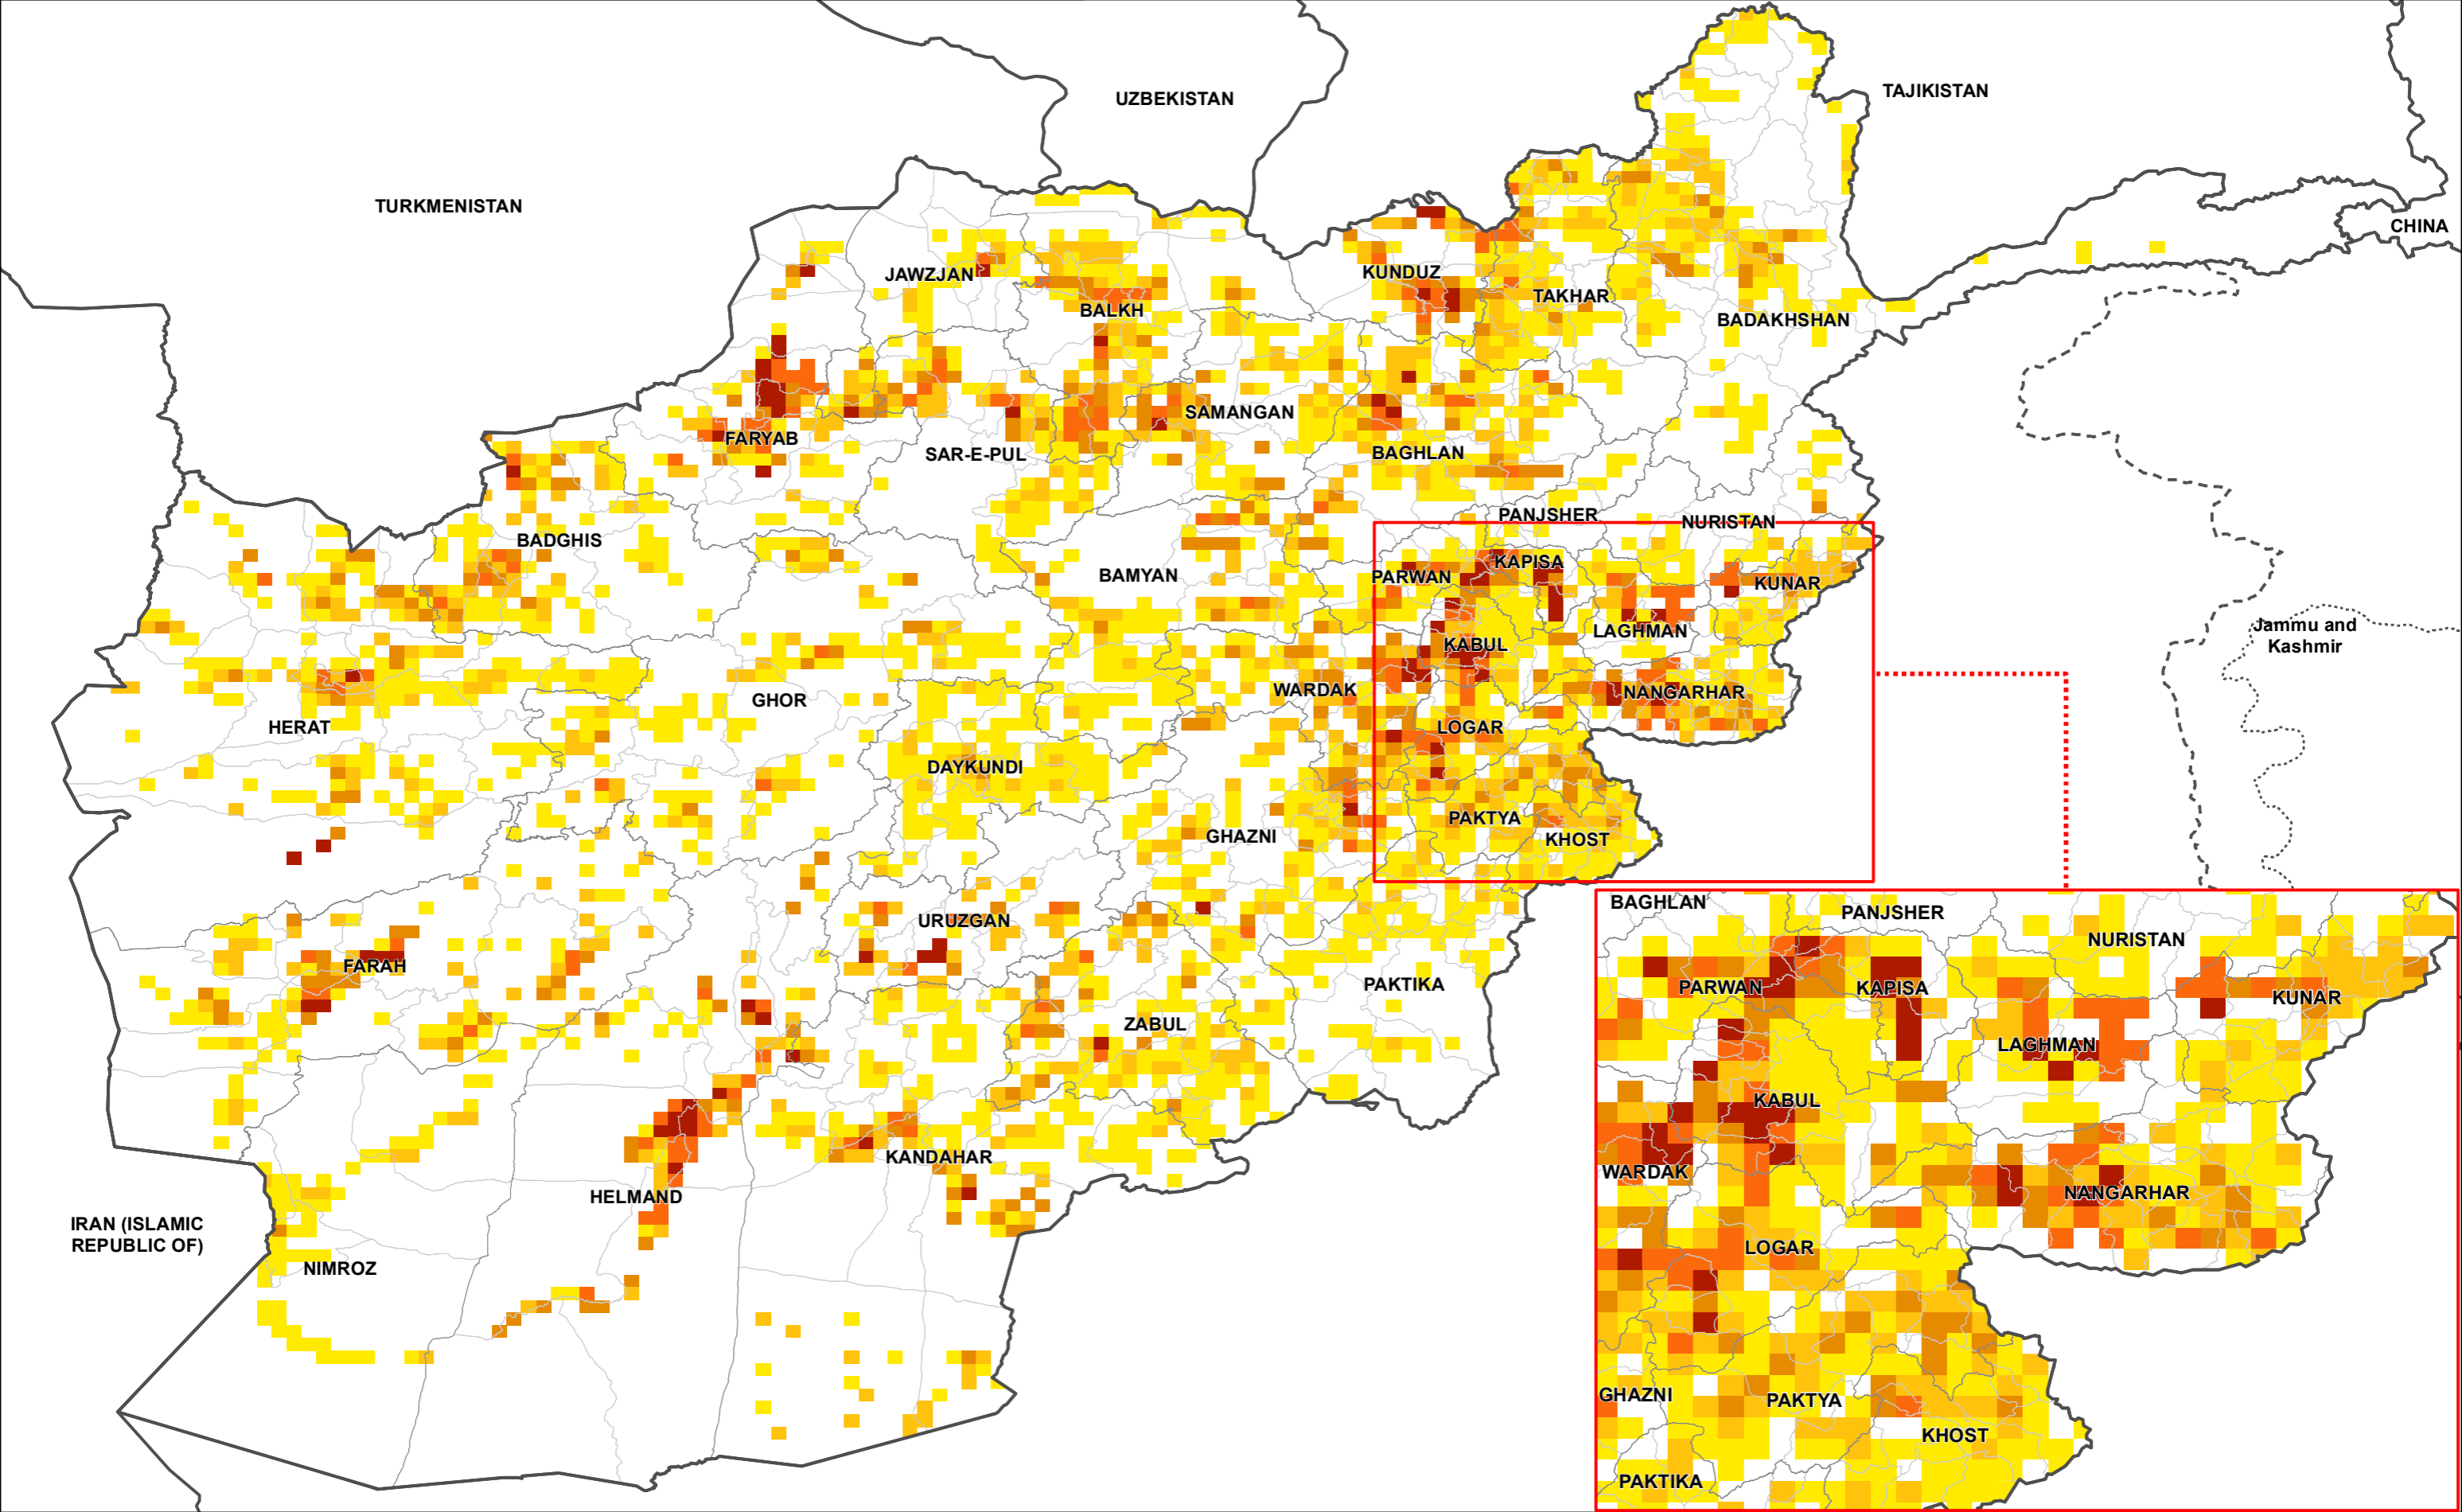 UZBEKISTAN
TAJIKISTAN
TURKMENISTAN
CHINA
JAWZJAN
KUNDUZ
BALKH
TAKHAR
BADAKHSHAN
FARYAB
SAMANGAN
SAR-E-PUL
BAGHLAN
PANJSHER
NURISTAN
BADGHIS
BAMYAN
PARWAN
KAPISA
KUNAR
LAGHMAN
KABUL
Jammu and
Kashmir
WARDAK
NANGARHAR
GHOR
HERAT
LOGAR
DAYKUNDI
PAKTYA
GHAZNI
KHOST
URUZGAN
FARAH
PAKTIKA
ZABUL
KANDAHAR
HELMAND
IRAN (ISLAMIC
REPUBLIC OF)
NIMROZ
BAGHLAN
PANJSHER
NURISTAN
PARWAN
KAPISA
KUNAR
LAGHMAN
KABUL
WARDAK
NANGARHAR
LOGAR
GHAZNI
PAKTYA
KHOST
PAKTIKA